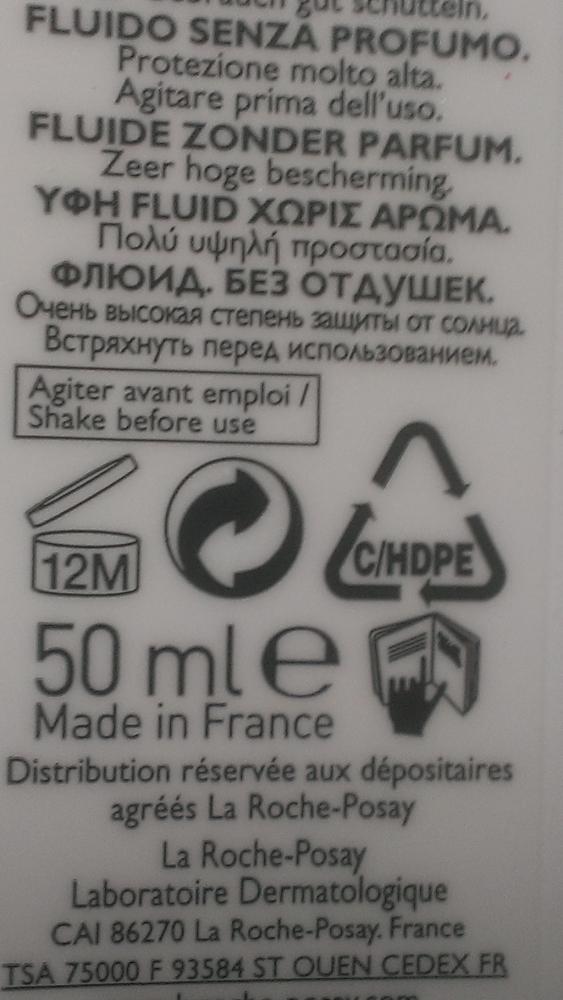 gut schütteln.
FLUIDO SENZA PROFUMO.
Protezione molto alta.
Agitare prima dell'uso.
FLUIDE ZONDER PARFUM.
Zeer hoge bescherming.
ΥΦΗ FLUID ΧΩΡΙΣ ΑΡΩΜΑ.
Πολύ υψηλή προστασία.
ФЛЮИД. БЕЗ ОТДУШЕК.
Очень высокая степень защиты от солнца.
Встряхнуть перед использованием.
Agiter avant emploi /
Shake before use
12M
C/HDPE
50 ml e
Made in France
Distribution réservée aux dépositaires
agréés La Roche-Posay
La Roche-Posay
Laboratoire Dermatologique
CAI 86270 La Roche-Posay. France
TSA 75000 F 93584 ST OUEN CEDEX FR